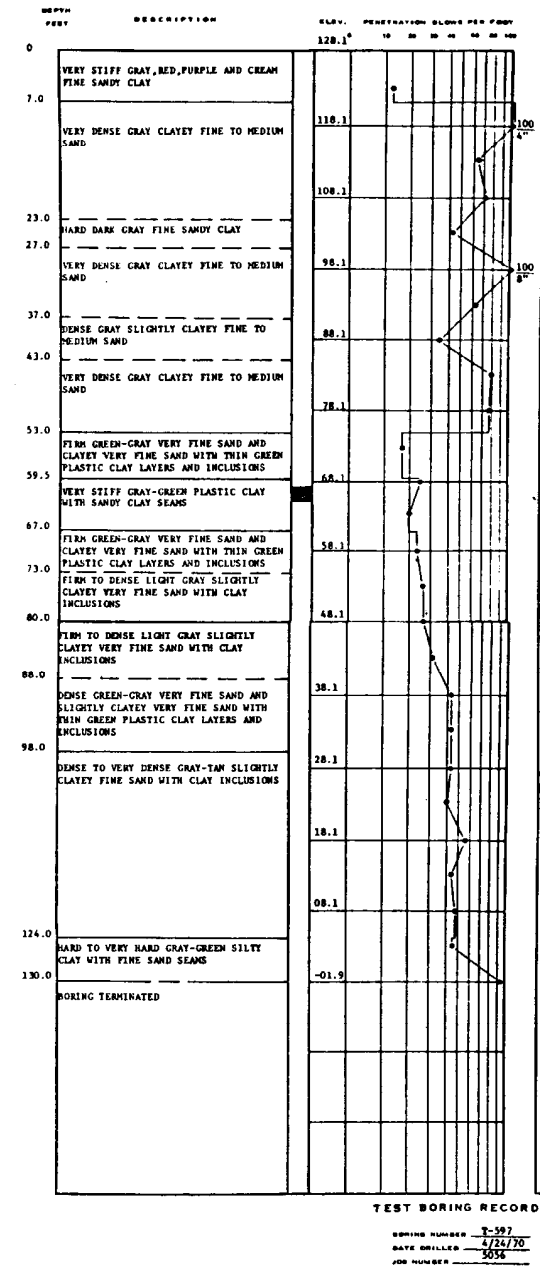 DEPTH
FEET
DESCRIPTION
ELEV. PENETRATION BLOWS PER FOOT
0 10 20 30 40 60 80 100
0 128.1
VERY STIFF GRAY,RED,PURPLE AND CREAM
FINE SANDY CLAY
7.0
VERY DENSE GRAY CLAYEY FINE TO MEDIUM
SAND
118.1 100
4"
108.1
23.0
HARD DARK GRAY FINE SANDY CLAY
27.0
VERY DENSE GRAY CLAYEY FINE TO MEDIUM
SAND
98.1 100
8"
37.0
DENSE GRAY SLIGHTLY CLAYEY FINE TO
MEDIUM SAND
88.1
43.0
VERY DENSE GRAY CLAYEY FINE TO MEDIUM
SAND
78.1
53.0
FIRM GREEN-GRAY VERY FINE SAND AND
CLAYEY VERY FINE SAND WITH THIN GREEN
PLASTIC CLAY LAYERS AND INCLUSIONS
59.5 68.1
VERY STIFF GRAY-GREEN PLASTIC CLAY
WITH SANDY CLAY SEAMS
67.0
FIRM GREEN-GRAY VERY FINE SAND AND
CLAYEY VERY FINE SAND WITH THIN GREEN
PLASTIC CLAY LAYERS AND INCLUSIONS
58.1
73.0
FIRM TO DENSE LIGHT GRAY SLIGHTLY
CLAYEY VERY FINE SAND WITH CLAY
INCLUSIONS
80.0 48.1
FIRM TO DENSE LIGHT GRAY SLIGHTLY
CLAYEY VERY FINE SAND WITH CLAY
INCLUSIONS
88.0
DENSE GREEN-GRAY VERY FINE SAND AND
SLIGHTLY CLAYEY VERY FINE SAND WITH
THIN GREEN PLASTIC CLAY LAYERS AND
INCLUSIONS
38.1
98.0
DENSE TO VERY DENSE GRAY-TAN SLIGHTLY
CLAYEY FINE SAND WITH CLAY INCLUSIONS
28.1
18.1
08.1
124.0
HARD TO VERY HARD GRAY-GREEN SILTY
CLAY WITH FINE SAND SEAMS
130.0 -01.9
BORING TERMINATED
TEST BORING RECORD
BORING NUMBER T-597
DATE DRILLED 4/24/70
JOB NUMBER 5056